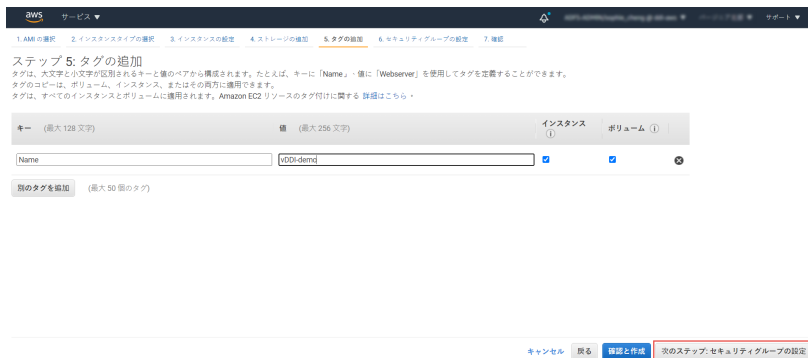 aws サービス サポート
1. AMI の選択 2. インスタンスタイプの選択 3. インスタンスの設定 4. ストレージの追加 5. タグの追加 6. セキュリティグループの設定 7. 確認
ステップ 5: タグの追加
タグは、大文字と小文字が区別されるキーと値のペアから構成されます。たとえば、キーに「Name」・値に「Webserver」を使用してタグを定義することができます。
タグのコピーは、ボリューム、インスタンス、またはその両方に適用できます。
タグは、すべてのインスタンスとボリュームに適用されます。Amazon EC2 リソースのタグ付けに関する 詳細はこちら。
キー (最大 128 文字) 値 (最大 256 文字) インスタンス ボリューム
Name vDDI-demo
別のタグを追加 (最大 50 個のタグ)
キャンセル 戻る 確認と作成 次のステップ: セキュリティグループの設定